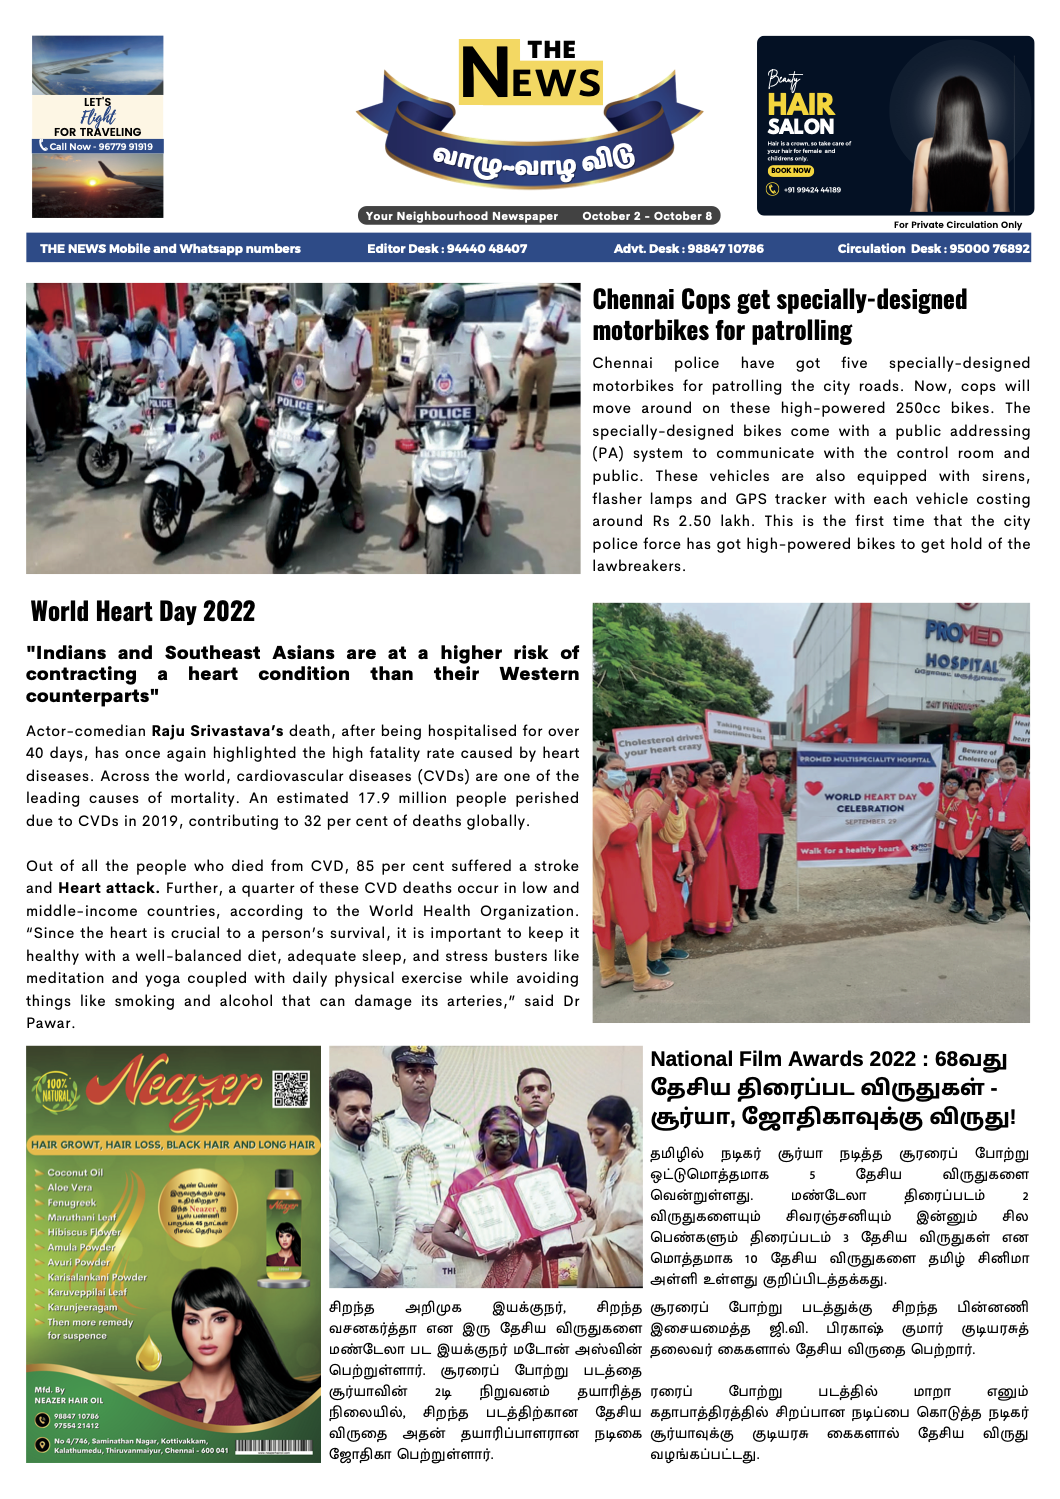 LET'S
Flight
FOR TRAVELING
Call Now - 96779 91919
THE
NEWS
வாழு-வாழ விடு
Your Neighbourhood Newspaper October 2 - October 8
Beauty
HAIR
SALON
Hair is a crown, so take care of
your hair for female and
childrens only.
BOOK NOW
+91 99424 44189
For Private Circulation Only
THE NEWS Mobile and Whatsapp numbers Editor Desk : 94440 48407 Advt. Desk : 98847 10786 Circulation Desk : 95000 76892
POLICE
POLICE
POLICE
Chennai Cops get specially-designed
motorbikes for patrolling
Chennai police have got five specially-designed
motorbikes for patrolling the city roads. Now, cops will
move around on these high-powered 250cc bikes. The
specially-designed bikes come with a public addressing
(PA) system to communicate with the control room and
public. These vehicles are also equipped with sirens,
flasher lamps and GPS tracker with each vehicle costing
around Rs 2.50 lakh. This is the first time that the city
police force has got high-powered bikes to get hold of the
lawbreakers.
World Heart Day 2022
"Indians and Southeast Asians are at a higher risk of
contracting a heart condition than their Western
counterparts"
Actor-comedian Raju Srivastava's death, after being hospitalised for over
40 days, has once again highlighted the high fatality rate caused by heart
diseases. Across the world, cardiovascular diseases (CVDs) are one of the
leading causes of mortality. An estimated 17.9 million people perished
due to CVDs in 2019, contributing to 32 per cent of deaths globally.
Out of all the people who died from CVD, 85 per cent suffered a stroke
and Heart attack. Further, a quarter of these CVD deaths occur in low and
middle-income countries, according to the World Health Organization.
"Since the heart is crucial to a person's survival, it is important to keep it
healthy with a well-balanced diet, adequate sleep, and stress busters like
meditation and yoga coupled with daily physical exercise while avoiding
things like smoking and alcohol that can damage its arteries," said Dr
Pawar.
PROMED
HOSPITAL
24/7 PHARMACY
Cholesterol drives
your heart crazy
Taking rest is
sometimes best
Beware of
Cholesterol
PROMED MULTISPECIALITY HOSPITAL
WORLD HEART DAY
CELEBRATION
SEPTEMBER 29
Walk for a healthy heart
100%
NATURAL
Neazer
HAIR GROWT, HAIR LOSS, BLACK HAIR AND LONG HAIR
Coconut Oil
Aloe Vera
Fenugreek
Maruthani Leaf
Hibiscus Flower
Amula Powder
Avuri Powder
Karisalankani Powder
Karuveppilai Leaf
Karunjeeragam
Then more remedy
for suspence
ஆண் பெண்
இருவருக்கும் முடி
உதிர்கிறதா?
இந்த Neazer, ஐ
யூஸ் பண்ணி
பாருங்க 45 நாட்கள்
ரிசல்ட் தெரியும்
Neazer
Mfd. By
NEAZER HAIR OIL
98847 10786
97554 21412
No 4/746, Saminathan Nagar, Kottivakkam,
Kalathumedu, Thiruvanmaiyur, Chennai - 600 041
National Film Awards 2022 : 68வது
தேசிய திரைப்பட விருதுகள் -
சூர்யா, ஜோதிகாவுக்கு விருது!
தமிழில் நடிகர் சூர்யா நடித்த சூரரைப் போற்று
ஒட்டுமொத்தமாக 5 தேசிய விருதுகளை
வென்றுள்ளது. மண்டேலா திரைப்படம் 2
விருதுகளையும் சிவரஞ்சனியும் இன்னும் சில
பெண்களும் திரைப்படம் 3 தேசிய விருதுகள் என
மொத்தமாக 10 தேசிய விருதுகளை தமிழ் சினிமா
அள்ளி உள்ளது குறிப்பிடத்தக்கது.
சிறந்த அறிமுக இயக்குநர், சிறந்த
வசனகர்த்தா என இரு தேசிய விருதுகளை
மண்டேலா பட இயக்குநர் மடோன் அஸ்வின்
பெற்றுள்ளார். சூரரைப் போற்று படத்தை
சூர்யாவின் 2டி நிறுவனம் தயாரித்த
நிலையில், சிறந்த படத்திற்கான தேசிய
விருதை அதன் தயாரிப்பாளரான நடிகை
ஜோதிகா பெற்றுள்ளார்.
சூரரைப் போற்று படத்துக்கு சிறந்த பின்னணி
இசையமைத்த ஜி.வி. பிரகாஷ் குமார் குடியரசுத்
தலைவர் கைகளால் தேசிய விருதை பெற்றார்.
ரரைப் போற்று படத்தில் மாறா எனும்
கதாபாத்திரத்தில் சிறப்பான நடிப்பை கொடுத்த நடிகர்
சூர்யாவுக்கு குடியரசு கைகளால் தேசிய விருது
வழங்கப்பட்டது.